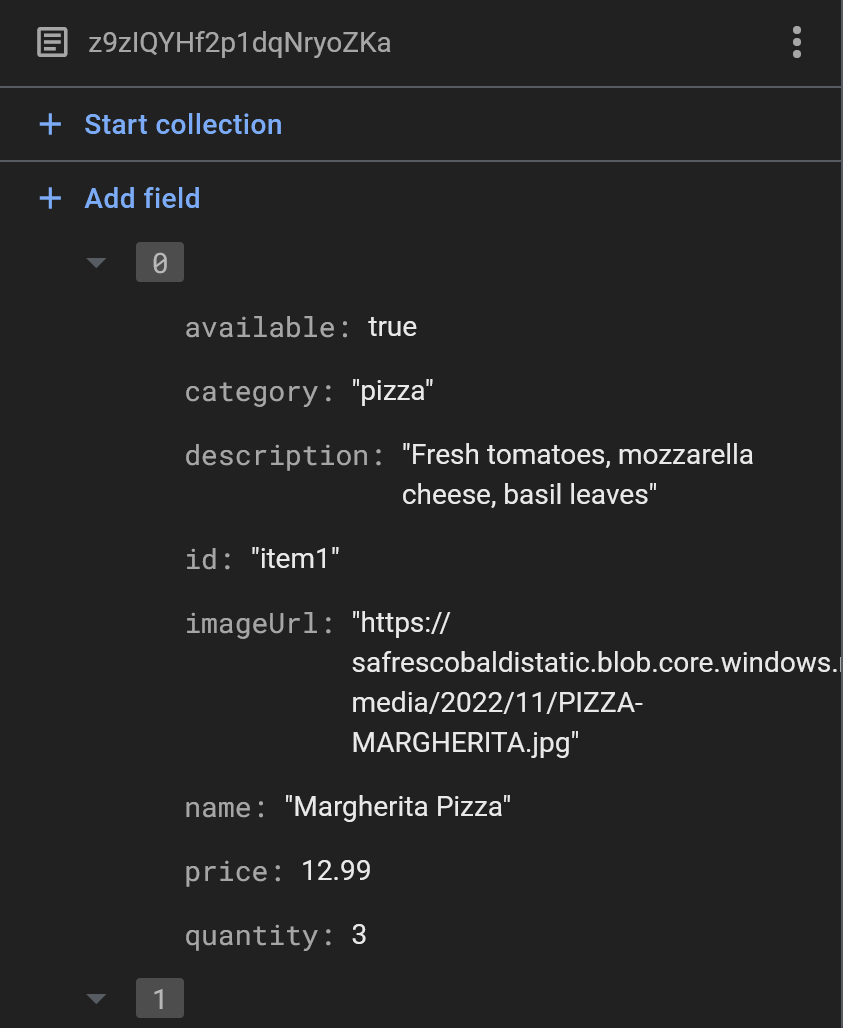 z9zIQYHf2p1dqNryoZKa
+ Start collection
+ Add field
0
available: true
category: "pizza"
description: "Fresh tomatoes, mozzarella
cheese, basil leaves"
id: "item1"
imageUrl: "https://
safrescobaldistatic.blob.core.windows.
media/2022/11/PIZZA-
MARGHERITA.jpg"
name: "Margherita Pizza"
price: 12.99
quantity: 3
1